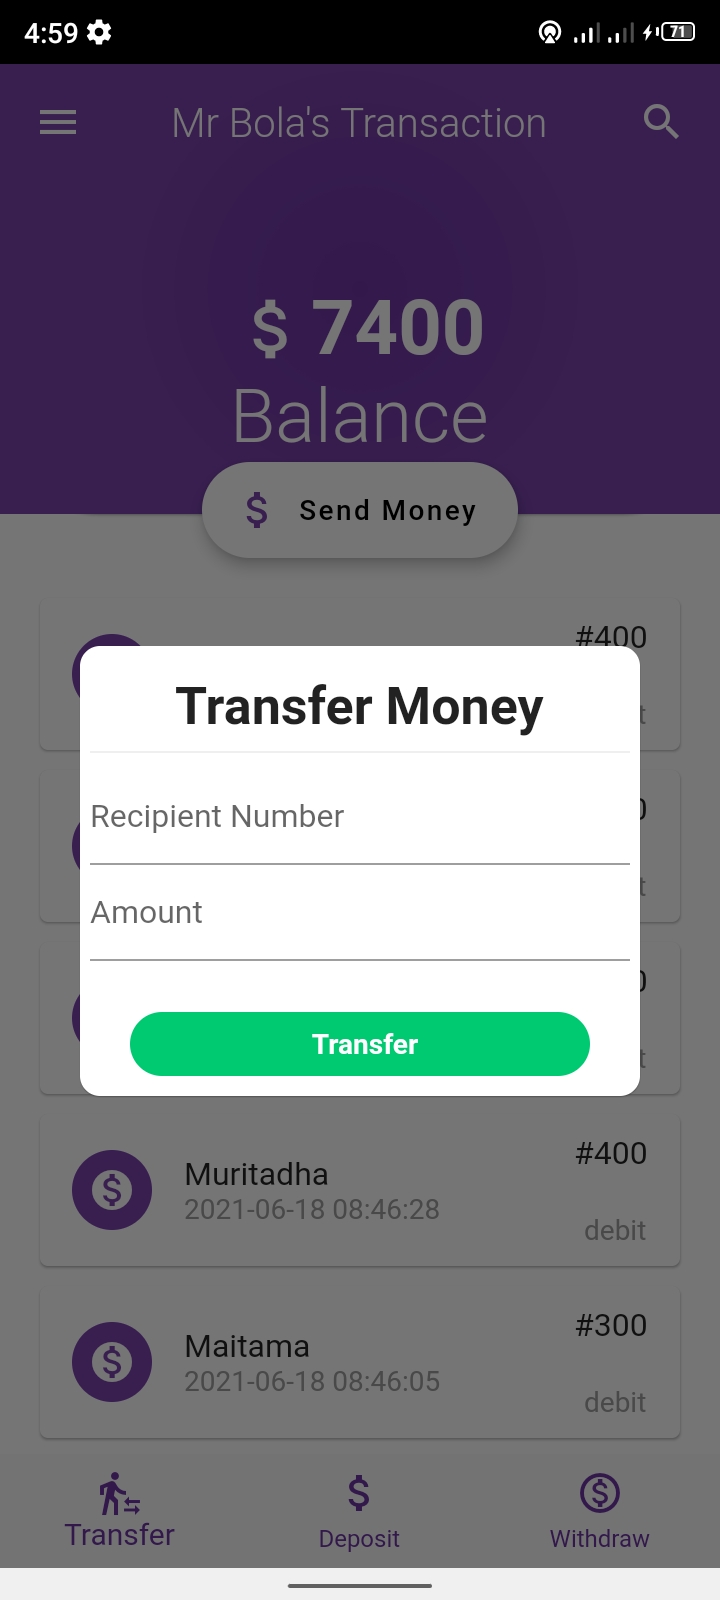 4:59
71
Mr Bola's Transaction
$ 7400
Balance
$ Send Money
#400
t
Transfer Money
Recipient Number
0
t
Amount
0
t
Transfer
Muritadha
#400
2021-06-18 08:46:28
debit
Maitama
#300
2021-06-18 08:46:05
debit
Transfer
Deposit
Withdraw